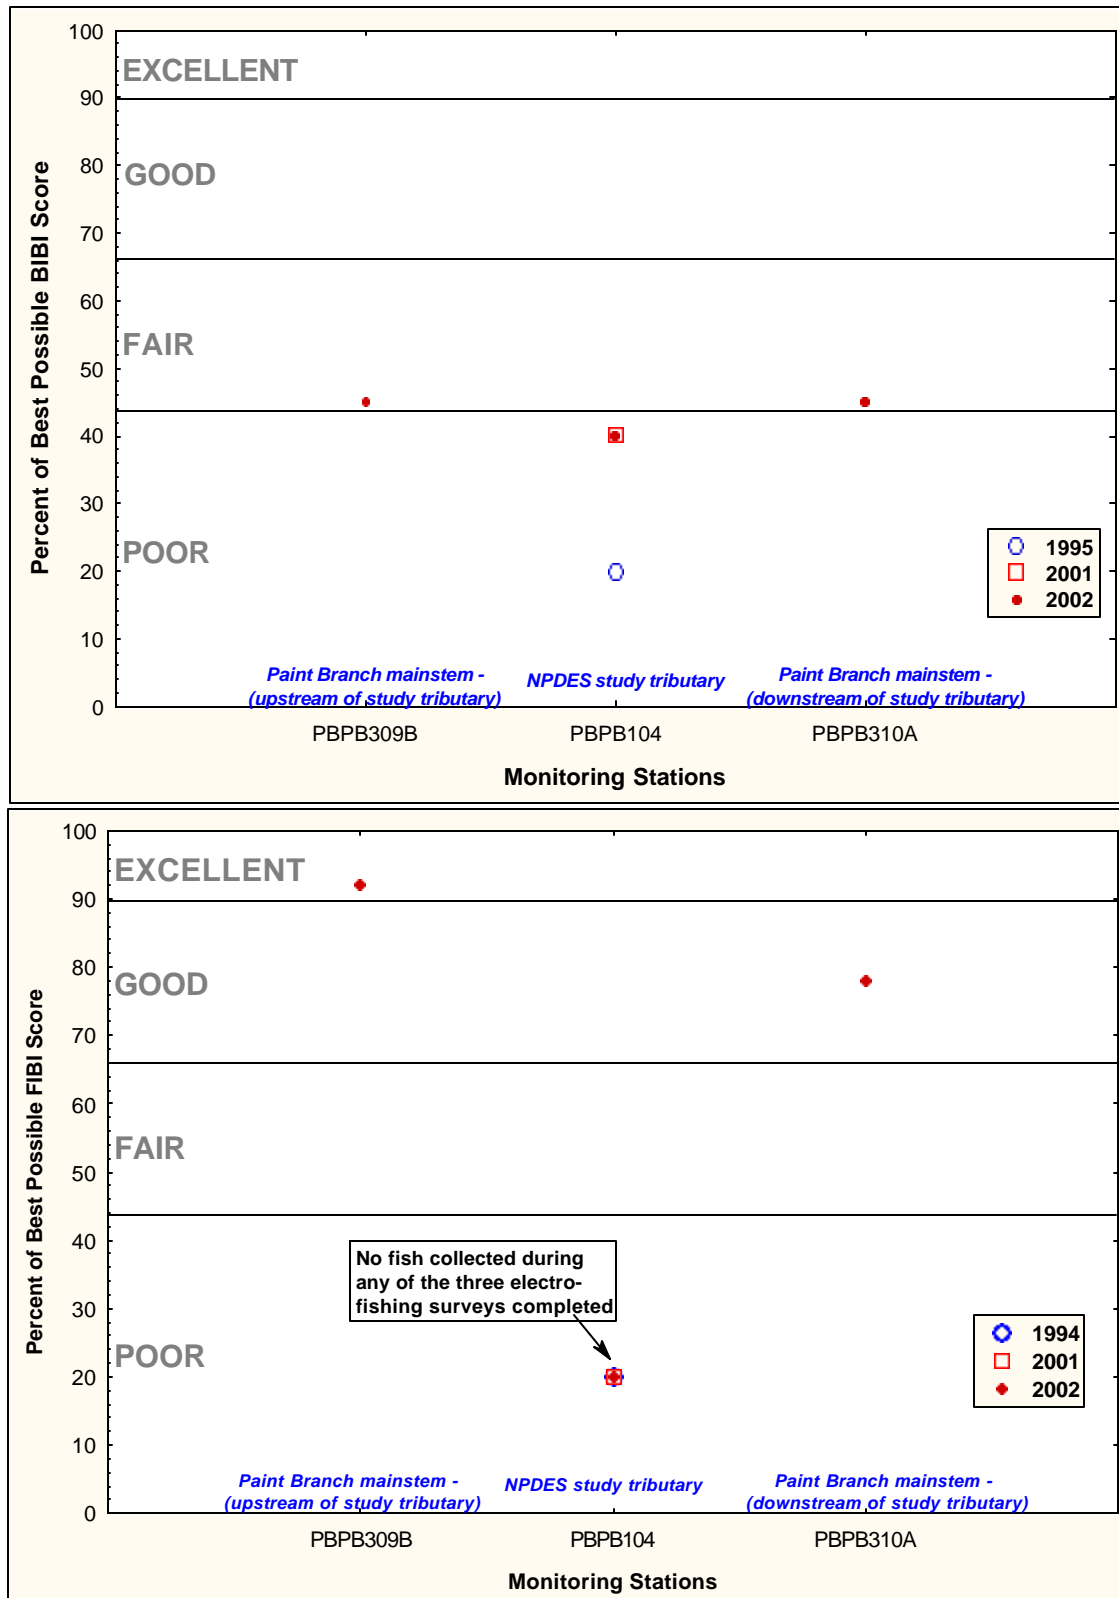 Percent of Best Possible BIBI Score
100
90
80
70
60
50
40
30
20
10
0
EXCELLENT
GOOD
FAIR
POOR
1995
2001
2002
Paint Branch mainstem -
(upstream of study tributary)
NPDES study tributary
Paint Branch mainstem -
(downstream of study tributary)
PBPB309B
PBPB104
PBPB310A
Monitoring Stations
Percent of Best Possible FIBI Score
100
90
80
70
60
50
40
30
20
10
0
EXCELLENT
GOOD
FAIR
POOR
No fish collected during
any of the three electro-
fishing surveys completed
1994
2001
2002
Paint Branch mainstem -
(upstream of study tributary)
NPDES study tributary
Paint Branch mainstem -
(downstream of study tributary)
PBPB309B
PBPB104
PBPB310A
Monitoring Stations